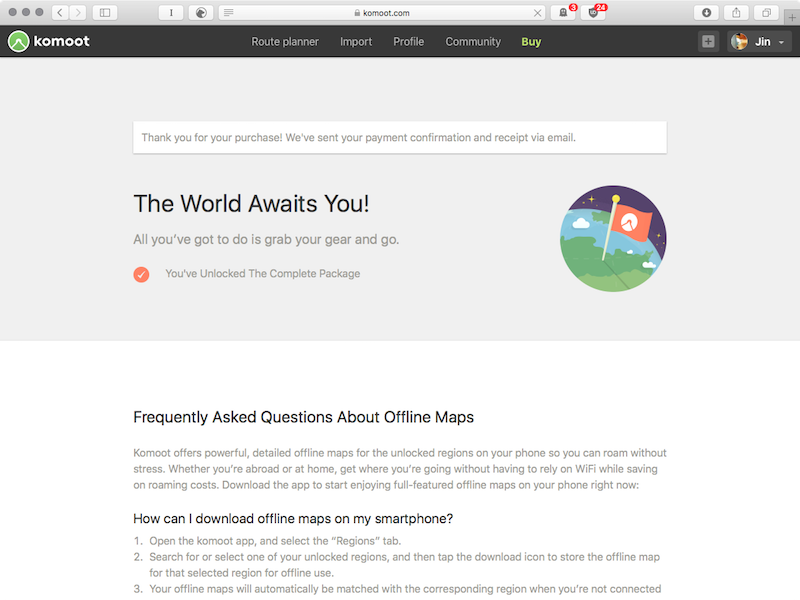 komoot.com
3
24
komoot
Route planner Import Profile Community Buy
Jin
Thank you for your purchase! We've sent your payment confirmation and receipt via email.
The World Awaits You!
All you've got to do is grab your gear and go.
You've Unlocked The Complete Package
Frequently Asked Questions About Offline Maps
Komoot offers powerful, detailed offline maps for the unlocked regions on your phone so you can roam without
stress. Whether you're abroad or at home, get where you're going without having to rely on WiFi while saving
on roaming costs. Download the app to start enjoying full-featured offline maps on your phone right now:
How can I download offline maps on my smartphone?
1. Open the komoot app, and select the “Regions” tab.
2. Search for or select one of your unlocked regions, and then tap the download icon to store the offline map
for that selected region for offline use.
3. Your offline maps will automatically be matched with the corresponding region when you're not connected